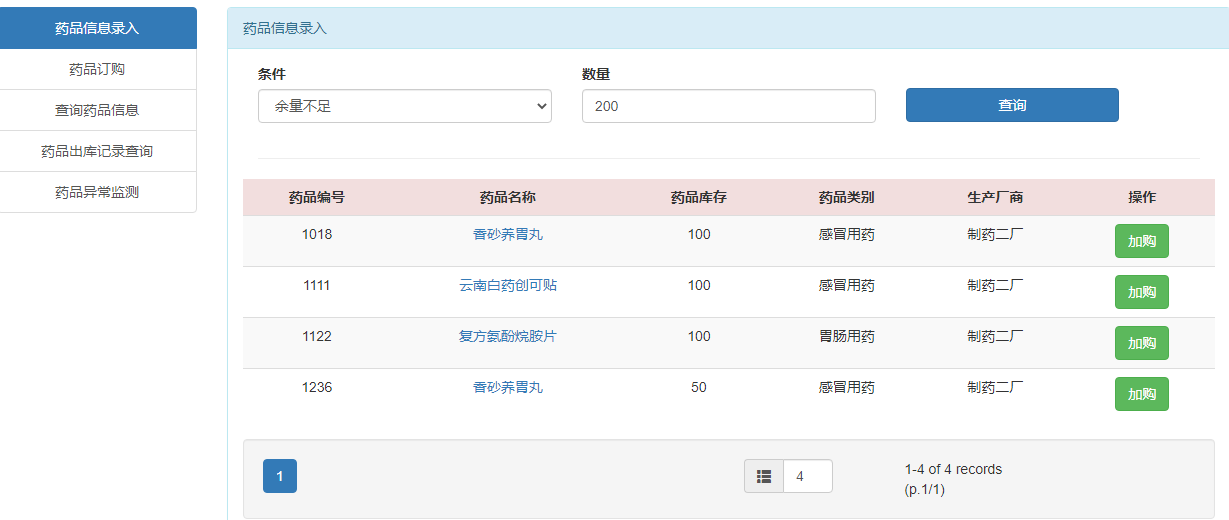 药品信息录入
药品订购
查询药品信息
药品出库记录查询
药品异常监测
药品信息录入
条件
数量
余量不足
200
查询
药品编号 药品名称 药品库存 药品类别 生产厂商 操作
1018 香砂养胃丸 100 感冒用药 制药二厂 加购
1111 云南白药创可贴 100 感冒用药 制药二厂 加购
1122 复方氨酚烷胺片 100 胃肠用药 制药二厂 加购
1236 香砂养胃丸 50 感冒用药 制药二厂 加购
1
4
1-4 of 4 records
(p.1/1)